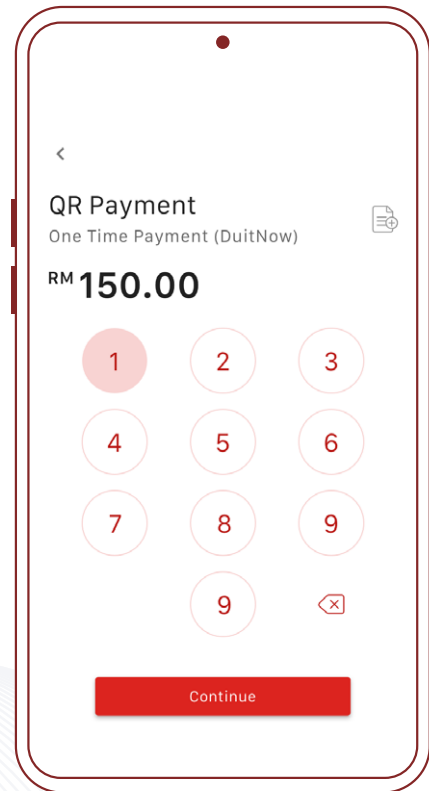 QR Payment
One Time Payment (DuitNow)
RM 150.00
1 2 3
4 5 6
7 8 9
9
Continue